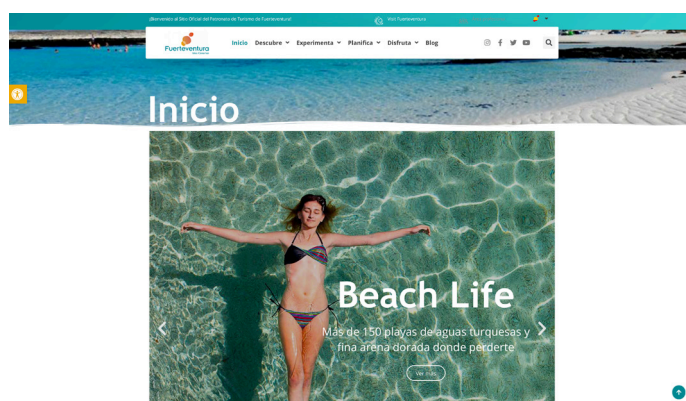 ¡Bienvenido al Sitio Oficial del Patronato de Turismo de Fuerteventura!
Visit Fuerteventura
Fuerteventura
Inicio Descubre Experimenta Planifica Disfruta Blog
Inicio
Beach Life
Más de 150 playas de aguas turquesas y
fina arena dorada donde perderte
Ver más